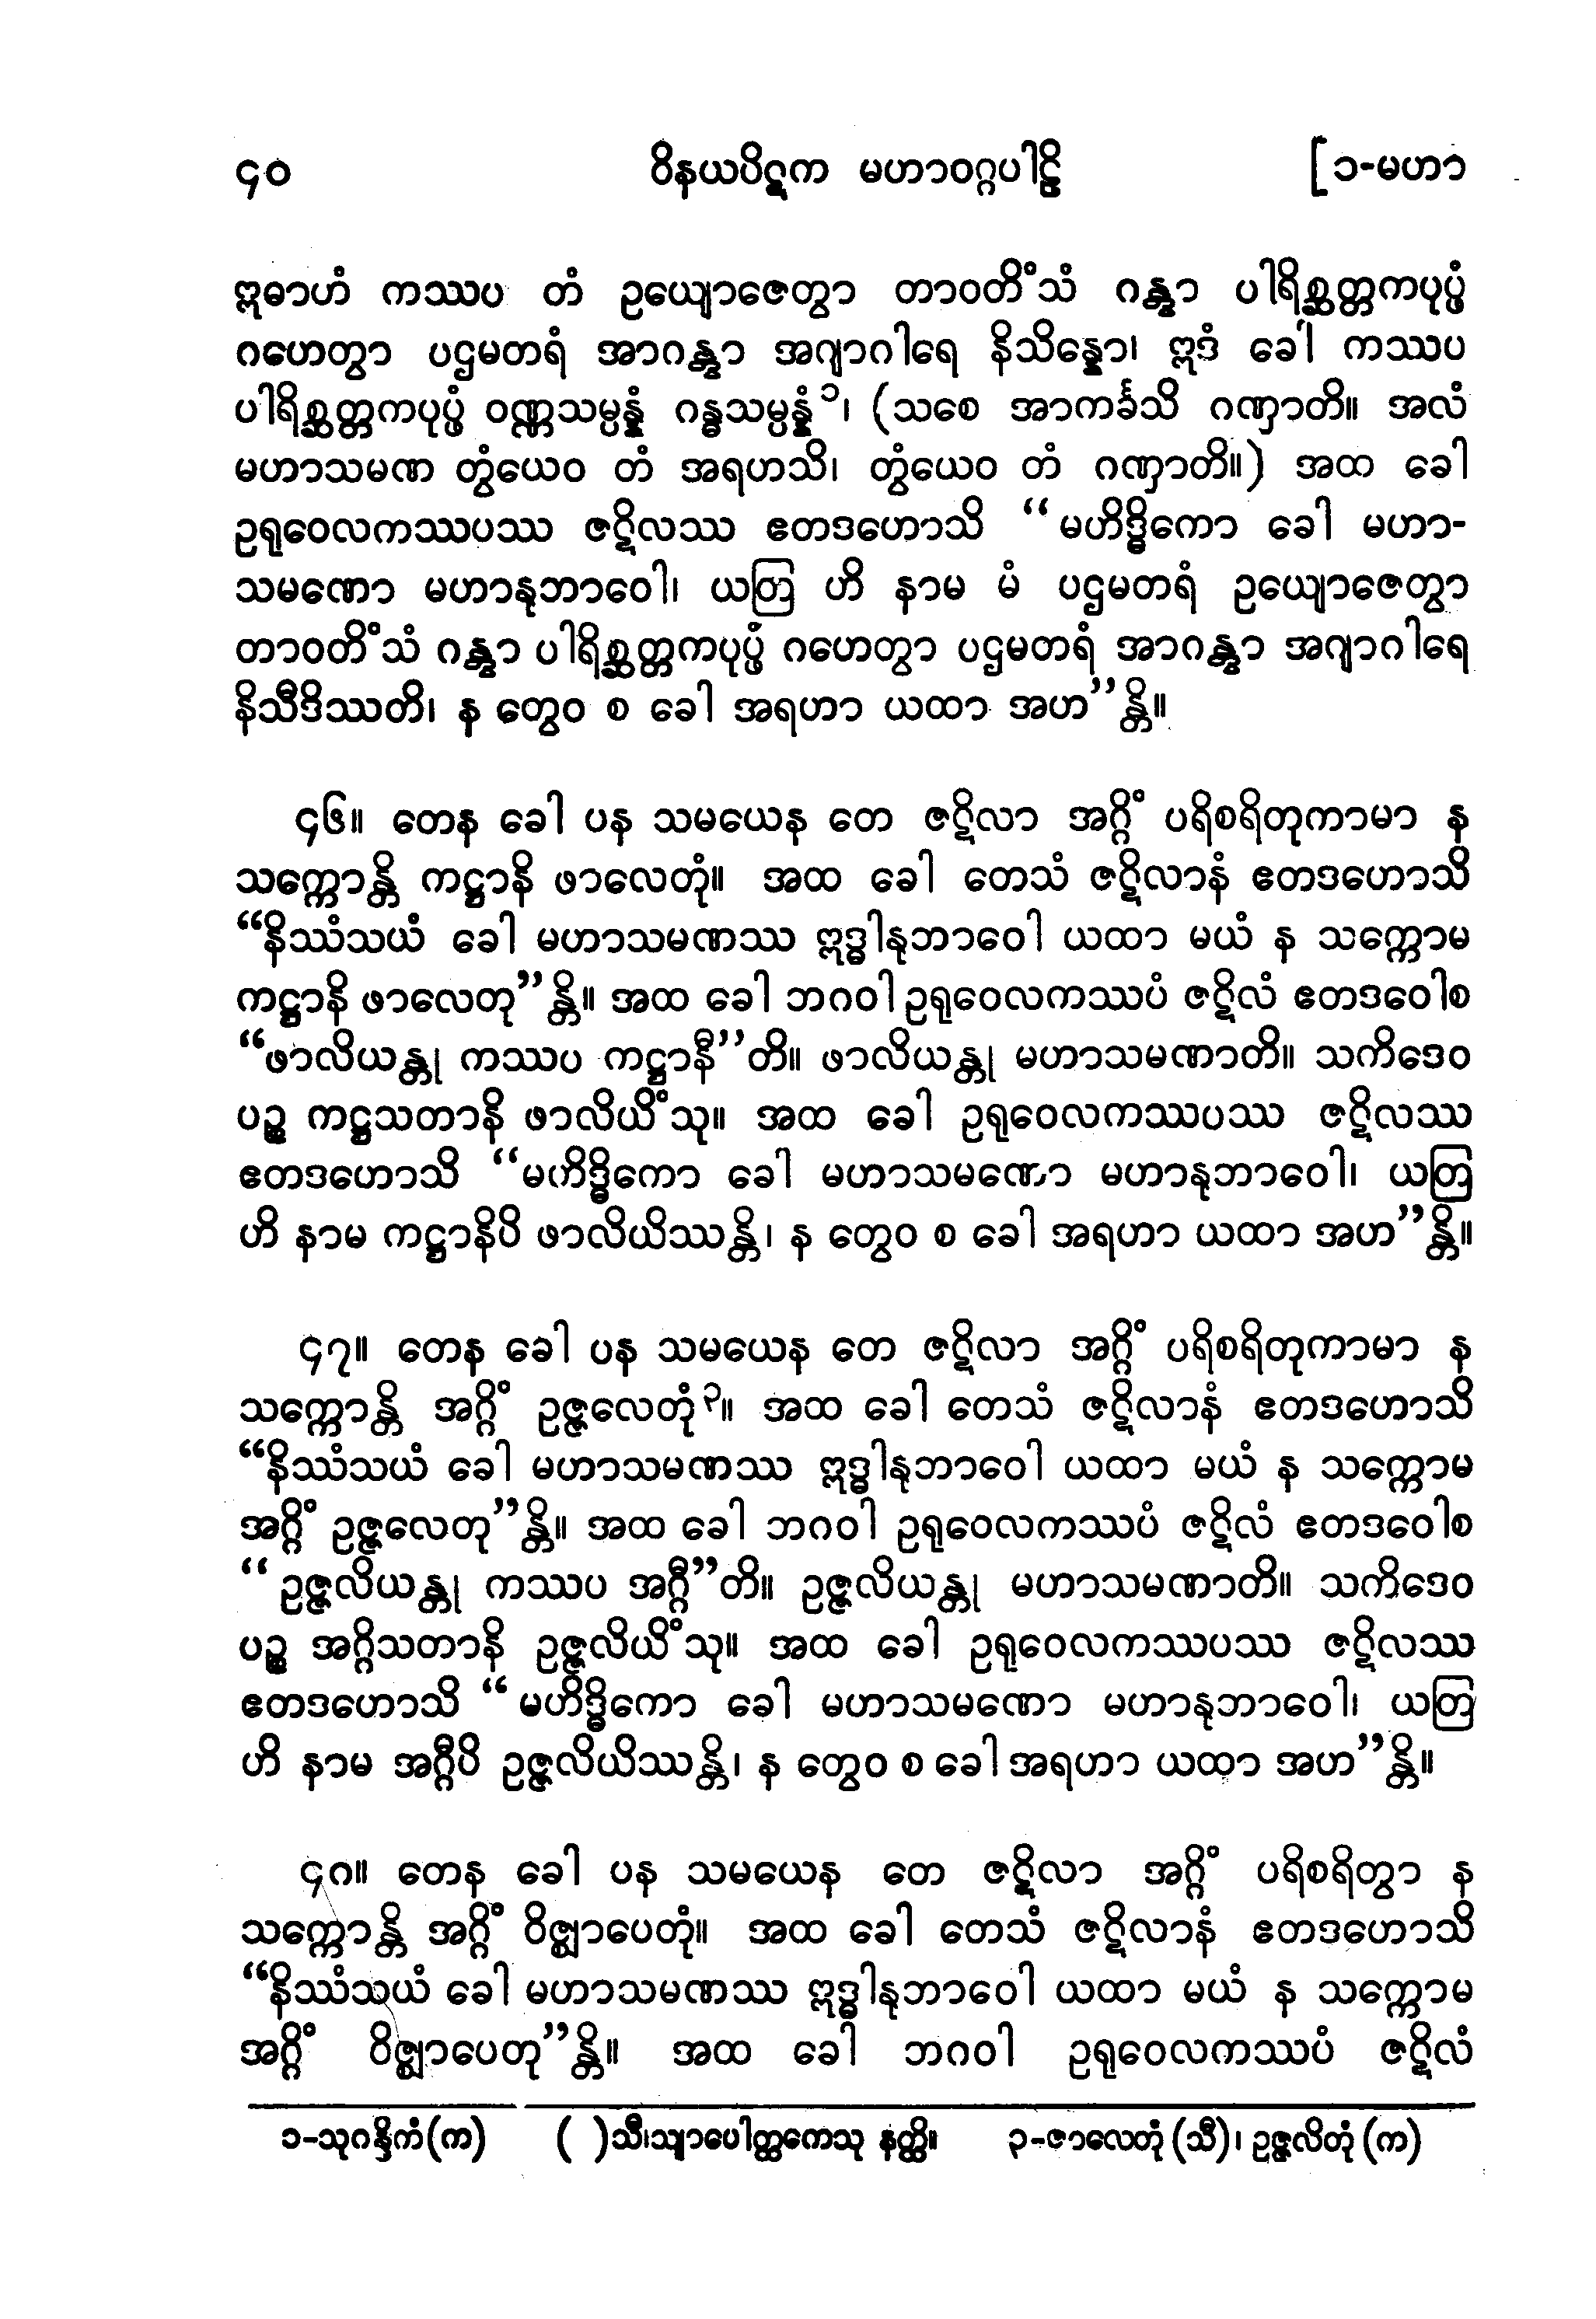 ၄၀ ဝိနယပိဋက မဟာဝဂ္ဂပါဠိ [၁-မဟာ
ဣဓာဟံ ကဿပ တံ ဥယျောဇေတွာ တာဝတိံသံ ဂန္တွာ ပါရိစ္ဆတ္တကပုပ္ဖံ
ဂဟေတွာ ပဌမတရံ အာဂန္တွာ အဂျာဂါရေ နိသိန္နော၊ ဣဒံ ခေါ ကဿပ
ပါရိစ္ဆတ္တကပုပ္ဖံ ဝဏ္ဏသမ္ပန္နံ ဂန္ဓသမ္ပန္နံ၁၊ (သစေ အာကင်္ခသိ ဂဏှာတိ။ အလံ
မဟာသမဏ တွံယေဝ တံ အရဟသိ၊ တွံယေဝ တံ ဂဏှာတိ။) အထ ခေါ
ဥရုဝေလကဿပဿ ဇဋိလဿ ဧတဒဟောသိ “မဟိဒ္ဓိကော ခေါ မဟာ-
သမဏော မဟာနုဘာဝေါ၊ ယတြ ဟိ နာမ မံ ပဌမတရံ ဥယျောဇေတွာ
တာဝတိံသံ ဂန္တွာ ပါရိစ္ဆတ္တကပုပ္ဖံ ဂဟေတွာ ပဌမတရံ အာဂန္တွာ အဂျာဂါရေ
နိသီဒိဿတိ၊ န တွေဝ စ ခေါ အရဟာ ယထာ အဟ”န္တိ။
၄၆။ တေန ခေါ ပန သမယေန တေ ဇဋိလာ အဂ္ဂိံ ပရိစရိတုကာမာ န
သက္ကောန္တိ ကဋ္ဌာနိ ဖာလေတုံ။ အထ ခေါ တေသံ ဇဋိလာနံ ဧတဒဟောသိ
“နိဿံသယံ ခေါ မဟာသမဏဿ ဣဒ္ဓါနုဘာဝေါ ယထာ မယံ န သက္ကောမ
ကဋ္ဌာနိ ဖာလေတု”န္တိ။ အထ ခေါ ဘဂဝါ ဥရုဝေလကဿပံ ဇဋိလံ ဧတဒဝေါစ
“ဖာလိယန္တု ကဿပ ကဋ္ဌာနီ”တိ။ ဖာလိယန္တု မဟာသမဏာတိ။ သကိဒေဝ
ပဉ္စ ကဋ္ဌသတာနိ ဖာလိယိံသု။ အထ ခေါ ဥရုဝေလကဿပဿ ဇဋိလဿ
ဧတဒဟောသိ “မဟိဒ္ဓိကော ခေါ မဟာသမဏော မဟာနုဘာဝေါ၊ ယတြ
ဟိ နာမ ကဋ္ဌာနိပိ ဖာလိယိဿန္တိ၊ န တွေဝ စ ခေါ အရဟာ ယထာ အဟ”န္တိ။
၄၇။ တေန ခေါ ပန သမယေန တေ ဇဋိလာ အဂ္ဂိံ ပရိစရိတုကာမာ န
သက္ကောန္တိ အဂ္ဂိံ ဥဇ္ဇလေတုံ၃။ အထ ခေါ တေသံ ဇဋိလာနံ ဧတဒဟောသိ
“နိဿံသယံ ခေါ မဟာသမဏဿ ဣဒ္ဓါနုဘာဝေါ ယထာ မယံ န သက္ကောမ
အဂ္ဂိံ ဥဇ္ဇလေတု”န္တိ။ အထ ခေါ ဘဂဝါ ဥရုဝေလကဿပံ ဇဋိလံ ဧတဒဝေါစ
“ဥဇ္ဇလိယန္တု ကဿပ အဂ္ဂီ”တိ။ ဥဇ္ဇလိယန္တု မဟာသမဏာတိ။ သကိဒေဝ
ပဉ္စ အဂ္ဂိသတာနိ ဥဇ္ဇလိယိံသု။ အထ ခေါ ဥရုဝေလကဿပဿ ဇဋိလဿ
ဧတဒဟောသိ “မဟိဒ္ဓိကော ခေါ မဟာသမဏော မဟာနုဘာဝေါ၊ ယတြ
ဟိ နာမ အဂ္ဂီပိ ဥဇ္ဇလိယိဿန္တိ၊ န တွေဝ စ ခေါ အရဟာ ယထာ အဟ”န္တိ။
၄၈။ တေန ခေါ ပန သမယေန တေ ဇဋိလာ အဂ္ဂိံ ပရိစရိတွာ န
သက္ကောန္တိ အဂ္ဂိံ ဝိဇ္ဈာပေတုံ။ အထ ခေါ တေသံ ဇဋိလာနံ ဧတဒဟောသိ
“နိဿံသယံ ခေါ မဟာသမဏဿ ဣဒ္ဓါနုဘာဝေါ ယထာ မယံ န သက္ကောမ
အဂ္ဂိံ ဝိဇ္ဈာပေတု”န္တိ။ အထ ခေါ ဘဂဝါ ဥရုဝေလကဿပံ ဇဋိလံ
၁-သုဂန္ဓိကံ(က) ( )သီ၊သျာပေါတ္ထကေသု နတ္ထိ။ ၃-ဇာလေတုံ (သီ)၊ ဥဇ္ဇလိတုံ (က)